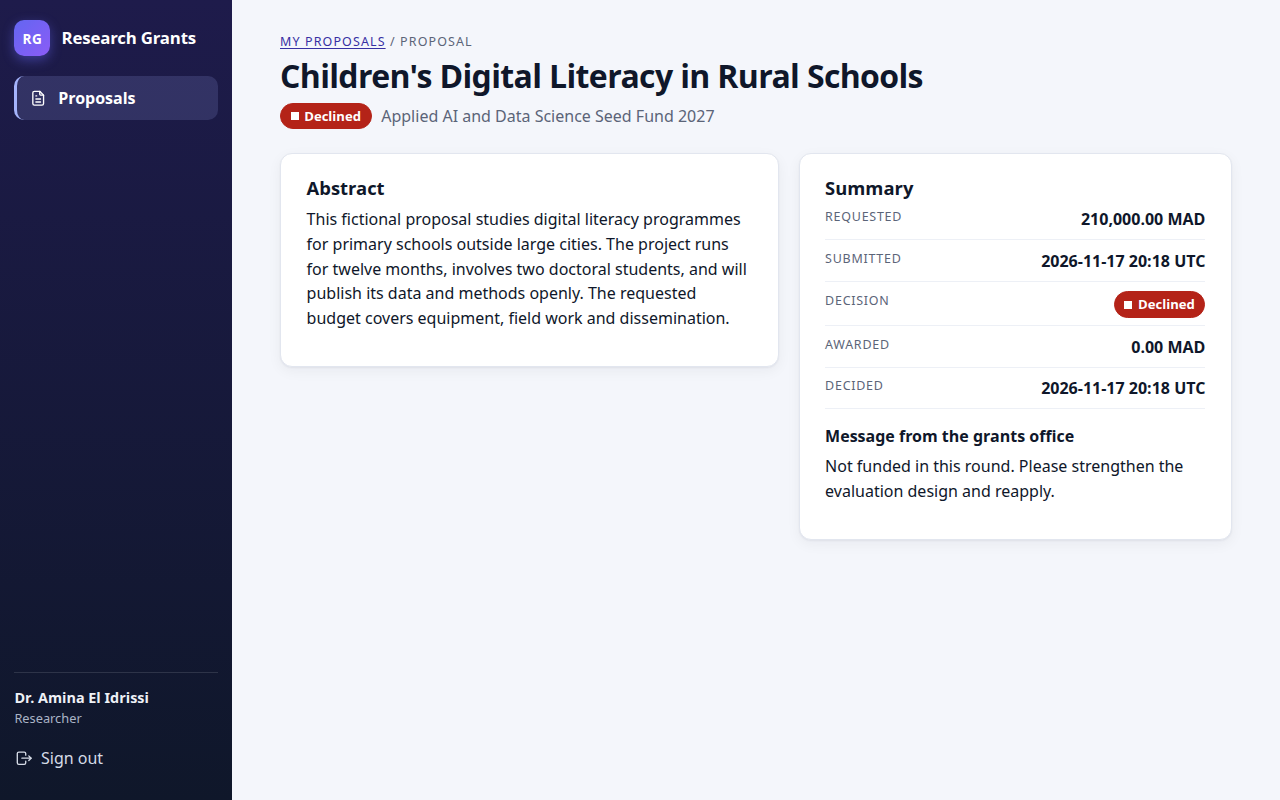 RG Research Grants
Proposals
MY PROPOSALS / PROPOSAL
Children's Digital Literacy in Rural Schools
Declined Applied AI and Data Science Seed Fund 2027
Abstract
This fictional proposal studies digital literacy programmes
for primary schools outside large cities. The project runs
for twelve months, involves two doctoral students, and will
publish its data and methods openly. The requested
budget covers equipment, field work and dissemination.
Summary
REQUESTED 210,000.00 MAD
SUBMITTED 2026-11-17 20:18 UTC
DECISION Declined
AWARDED 0.00 MAD
DECIDED 2026-11-17 20:18 UTC
Message from the grants office
Not funded in this round. Please strengthen the
evaluation design and reapply.
Dr. Amina El Idrissi
Researcher
Sign out